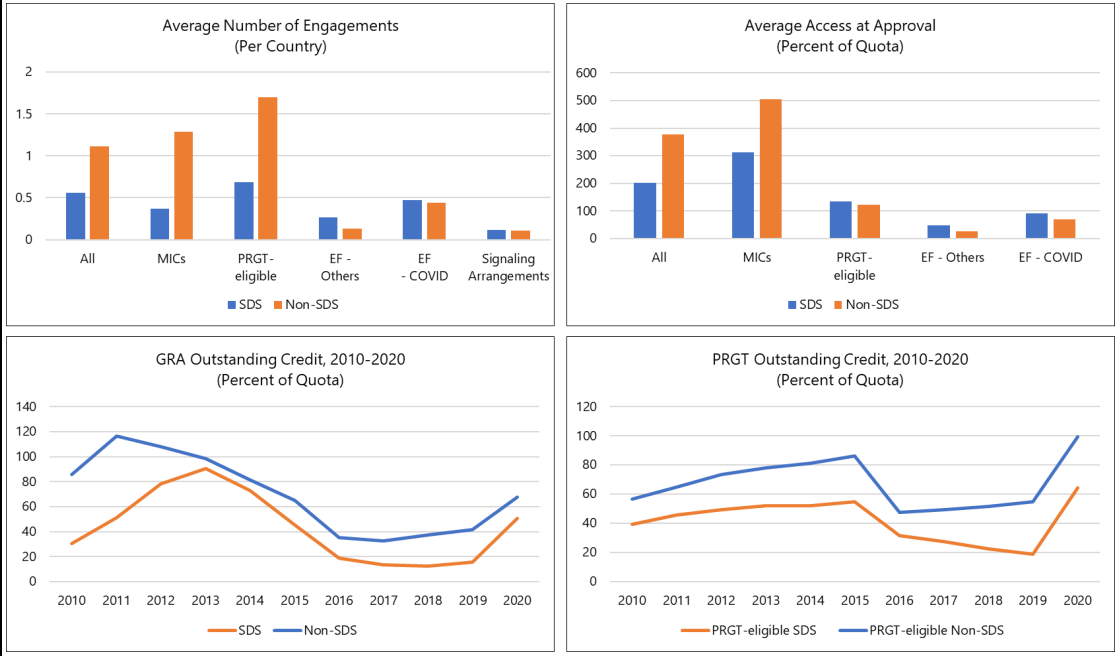 Average Number of Engagements
(Per Country)
2
1.5
1
0.5
0
All MICs PRGT- EF - EF Signaling
eligible Others - COVID Arrangements
SDS Non-SDS
Average Access at Approval
(Percent of Quota)
600
500
400
300
200
100
0
All MICs PRGT- EF - Others EF - COVID
eligible
SDS Non-SDS
GRA Outstanding Credit, 2010-2020
(Percent of Quota)
140
120
100
80
60
40
20
0
2010 2011 2012 2013 2014 2015 2016 2017 2018 2019 2020
SDS Non-SDS
PRGT Outstanding Credit, 2010-2020
(Percent of Quota)
120
100
80
60
40
20
0
2010 2011 2012 2013 2014 2015 2016 2017 2018 2019 2020
PRGT-eligible SDS PRGT-eligible Non-SDS